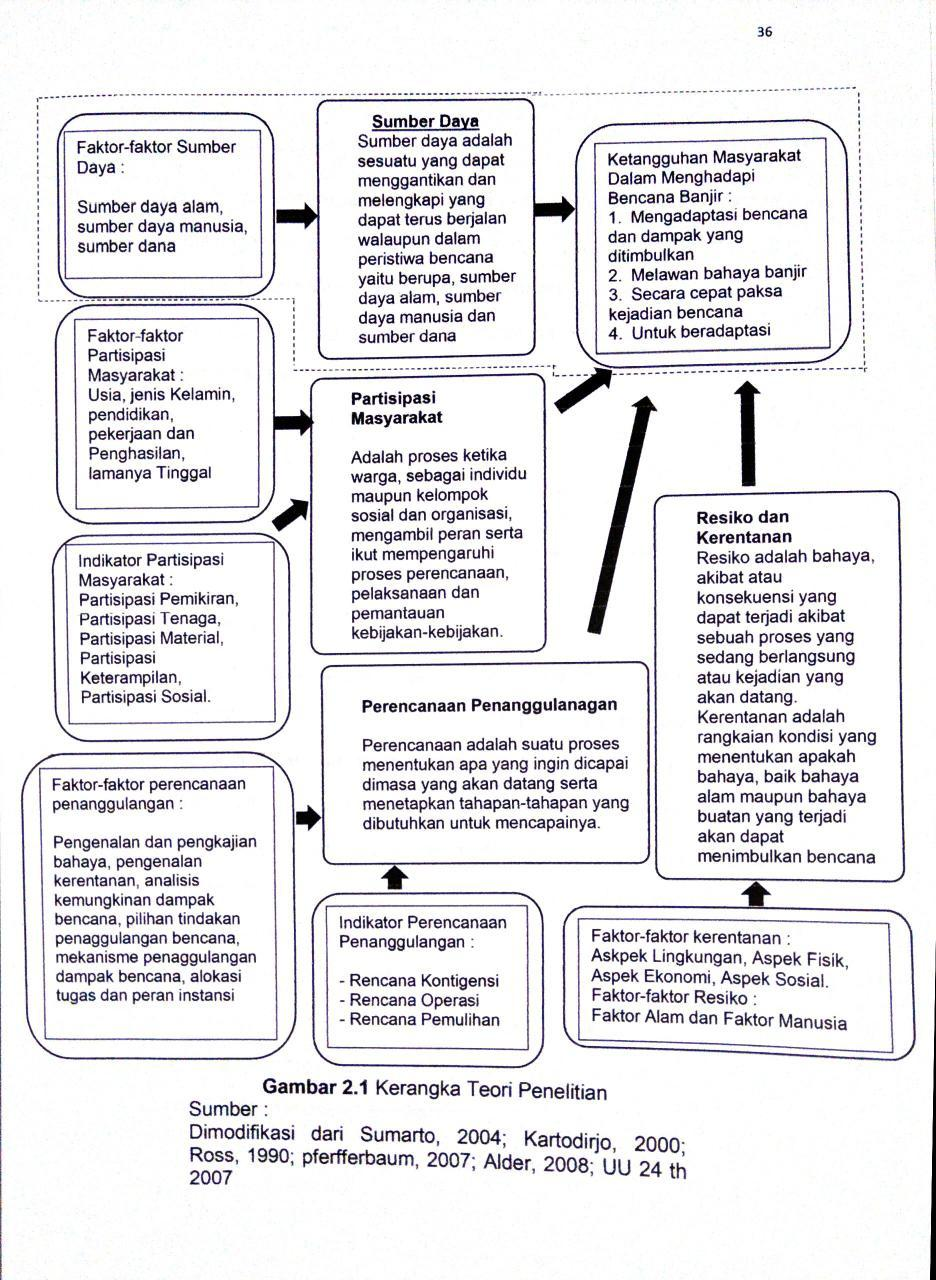 36
Faktor-faktor Sumber
Daya :
Sumber daya alam,
sumber daya manusia,
sumber dana
Sumber Daya
Sumber daya adalah
sesuatu yang dapat
menggantikan dan
melengkapi yang
dapat terus berjalan
walaupun dalam
peristiwa bencana
yaitu berupa, sumber
daya alam, sumber
daya manusia dan
sumber dana
Ketangguhan Masyarakat
Dalam Menghadapi
Bencana Banjir :
1. Mengadaptasi bencana
dan dampak yang
ditimbulkan
2. Melawan bahaya banjir
3. Secara cepat paksa
kejadian bencana
4. Untuk beradaptasi
Faktor-faktor
Partisipasi
Masyarakat :
Usia, jenis Kelamin,
pendidikan,
pekerjaan dan
Penghasilan,
lamanya Tinggal
Partisipasi
Masyarakat
Adalah proses ketika
warga, sebagai individu
maupun kelompok
sosial dan organisasi,
mengambil peran serta
ikut mempengaruhi
proses perencanaan,
pelaksanaan dan
pemantauan
kebijakan-kebijakan.
Indikator Partisipasi
Masyarakat :
Partisipasi Pemikiran,
Partisipasi Tenaga,
Partisipasi Material,
Partisipasi
Keterampilan,
Partisipasi Sosial.
Resiko dan
Kerentanan
Resiko adalah bahaya,
akibat atau
konsekuensi yang
dapat terjadi akibat
sebuah proses yang
sedang berlangsung
atau kejadian yang
akan datang.
Kerentanan adalah
rangkaian kondisi yang
menentukan apakah
bahaya, baik bahaya
alam maupun bahaya
buatan yang terjadi
akan dapat
menimbulkan bencana
Perencanaan Penanggulanagan
Perencanaan adalah suatu proses
menentukan apa yang ingin dicapai
dimasa yang akan datang serta
menetapkan tahapan-tahapan yang
dibutuhkan untuk mencapainya.
Faktor-faktor perencanaan
penanggulangan :
Pengenalan dan pengkajian
bahaya, pengenalan
kerentanan, analisis
kemungkinan dampak
bencana, pilihan tindakan
penaggulangan bencana,
mekanisme penaggulangan
dampak bencana, alokasi
tugas dan peran instansi
Indikator Perencanaan
Penanggulangan :
- Rencana Kontigensi
- Rencana Operasi
- Rencana Pemulihan
Faktor-faktor kerentanan :
Askpek Lingkungan, Aspek Fisik,
Aspek Ekonomi, Aspek Sosial.
Faktor-faktor Resiko :
Faktor Alam dan Faktor Manusia
Gambar 2.1 Kerangka Teori Penelitian
Sumber :
Dimodifikasi dari Sumarto, 2004; Kartodirjo, 2000;
Ross, 1990; pferfferbaum, 2007; Alder, 2008; UU 24 th
2007